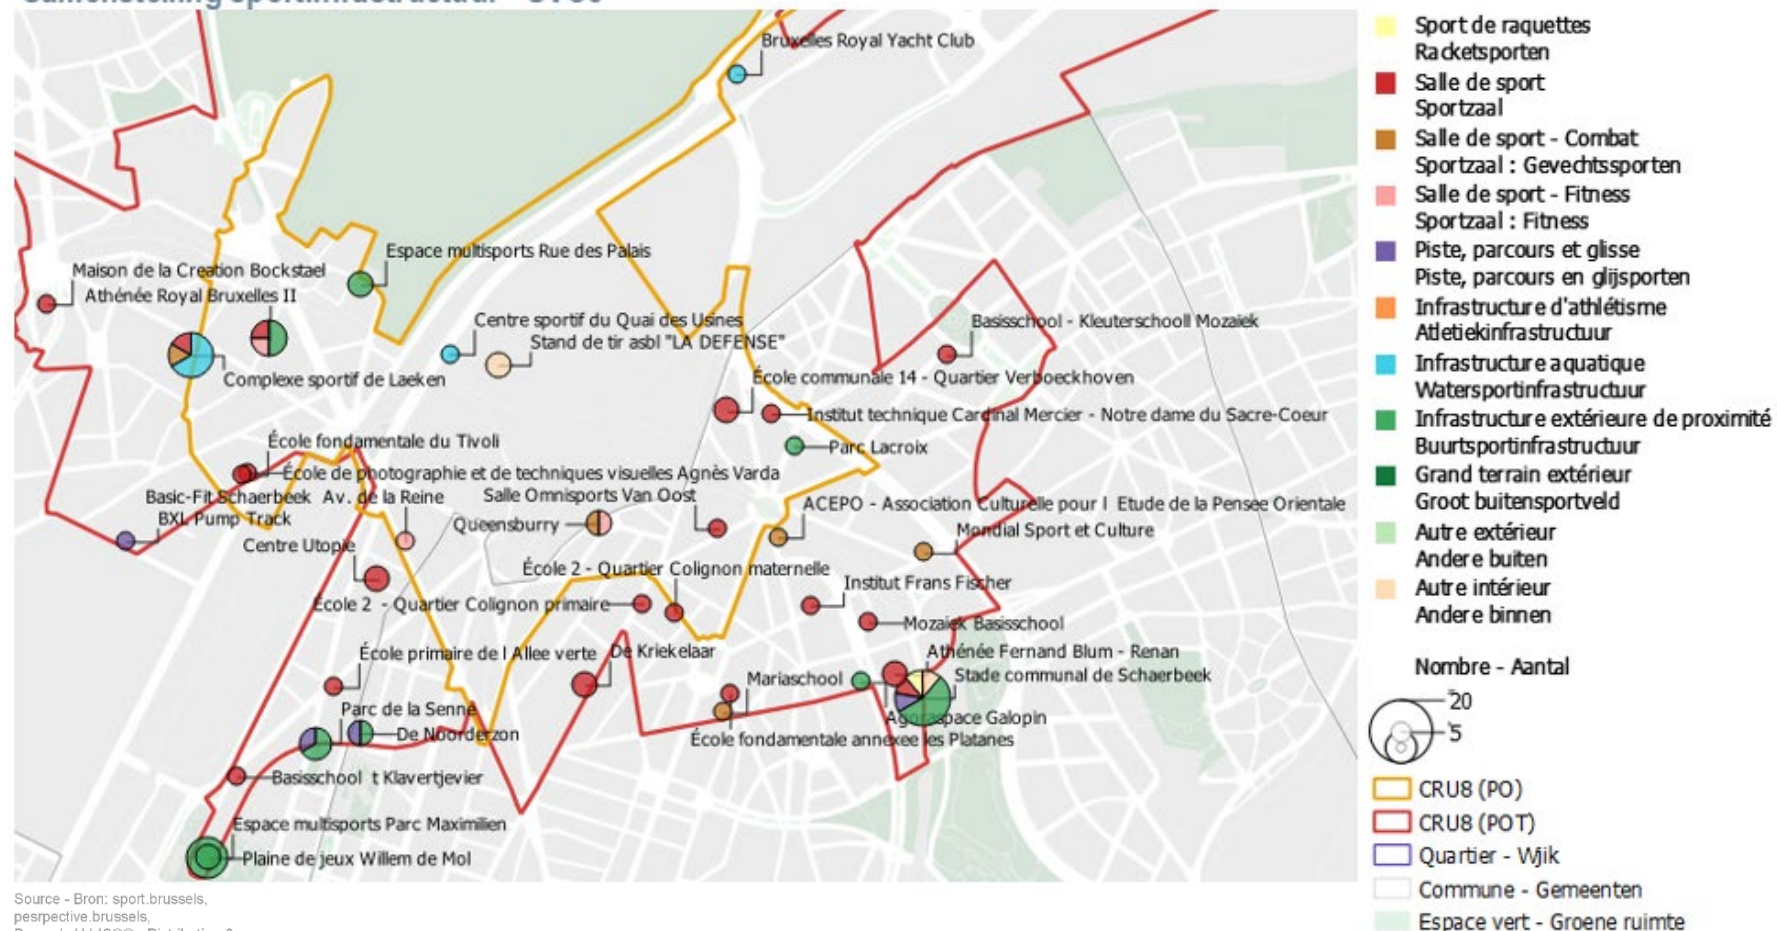 Bruxelles Royal Yacht Club
Espace multisports Rue des Palais
Maison de la Creation Bockstael
Athénée Royal Bruxelles II
Centre sportif du Quai des Usines
Stand de tir asbl "LA DEFENSE"
Basisschool - Kleuterschooll Mozaiek
Complexe sportif de Laeken
École communale 14 - Quartier Verboeckhoven
Institut technique Cardinal Mercier - Notre dame du Sacre-Coeur
École fondamentale du Tivoli
Parc Lacroix
École de photographie et de techniques visuelles Agnès Varda
Basic-Fit Schaerbeek Av. de la Reine
Salle Omnisports Van Oost
ACEPO - Association Culturelle pour l Etude de la Pensee Orientale
BXL Pump Track
Queensburry
Mondial Sport et Culture
Centre Utopie
École 2 - Quartier Colignon maternelle
Institut Frans Fischer
École 2 - Quartier Colignon primaire
Mozaiek Basisschool
École primaire de l Allee verte
De Kriekelaar
Athénée Fernand Blum - Renan
Mariaschool
Stade communal de Schaerbeek
Parc de la Senne
Agoraspace Galopin
De Noorderzon
École fondamentale annexee les Platanes
Basisschool t Klavertjevier
Espace multisports Parc Maximilien
Plaine de jeux Willem de Mol
Sport de raquettes
Racketsporten
Salle de sport
Sportzaal
Salle de sport - Combat
Sportzaal : Gevechtssporten
Salle de sport - Fitness
Sportzaal : Fitness
Piste, parcours et glisse
Piste, parcours en glijsporten
Infrastructure d'athlétisme
Atletiekinfrastructuur
Infrastructure aquatique
Watersportinfrastructuur
Infrastructure extérieure de proximité
Buurtsportinfrastructuur
Grand terrain extérieur
Groot buitensportveld
Autre extérieur
Andere buiten
Autre intérieur
Andere binnen
Nombre - Aantal
20
5
CRU8 (PO)
CRU8 (POT)
Quartier - Wjik
Commune - Gemeenten
Espace vert - Groene ruimte
Source - Bron: sport.brussels,
pesrpective.brussels,